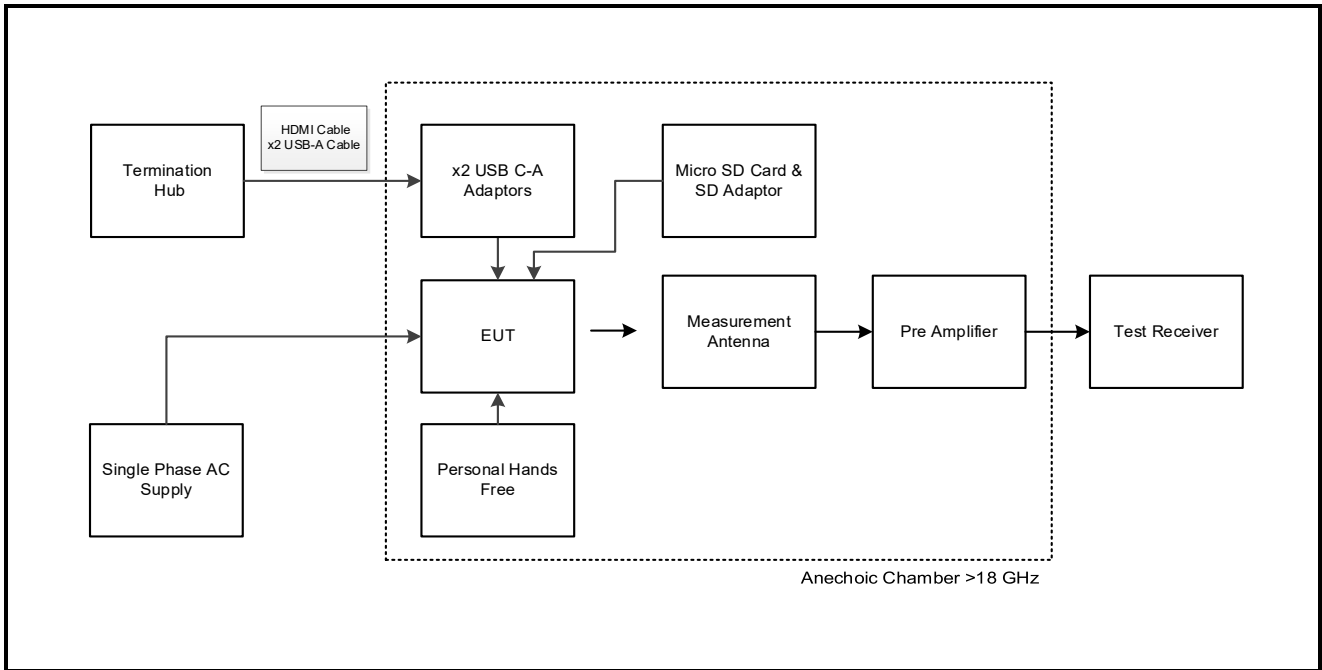 HDMI Cable
x2 USB-A Cable
Termination
Hub
x2 USB C-A
Adaptors
Micro SD Card &
SD Adaptor
EUT
Measurement
Antenna
Pre Amplifier
Test Receiver
Single Phase AC
Supply
Personal Hands
Free
Anechoic Chamber >18 GHz